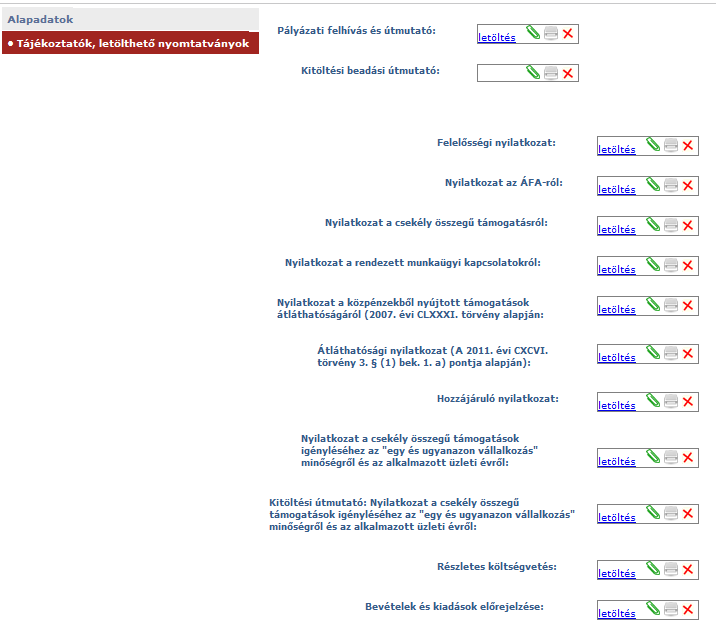 Alapadatok
• Tájékoztatók, letölthető nyomtatványok
Pályázati felhívás és útmutató:
letöltés
Kitöltési beadási útmutató:
Felelősségi nyilatkozat:
letöltés
Nyilatkozat az ÁFA-ról:
letöltés
Nyilatkozat a csekély összegű támogatásról:
letöltés
Nyilatkozat a rendezett munkaügyi kapcsolatokról:
letöltés
Nyilatkozat a közpénzekből nyújtott támogatások
átláthatóságáról (2007. évi CLXXXI. törvény alapján:
letöltés
Átláthatósági nyilatkozat (A 2011. évi CXCVI.
törvény 3. § (1) bek. 1. a) pontja alapján):
letöltés
Hozzájáruló nyilatkozat:
letöltés
Nyilatkozat a csekély összegű támogatások
igényléséhez az "egy és ugyanazon vállalkozás"
minőségről és az alkalmazott üzleti évről:
letöltés
Kitöltési útmutató: Nyilatkozat a csekély összegű
támogatások igényléséhez az "egy és ugyanazon vállalkozás"
minőségről és az alkalmazott üzleti évről:
letöltés
Részletes költségvetés:
letöltés
Bevételek és kiadások előrejelzése:
letöltés